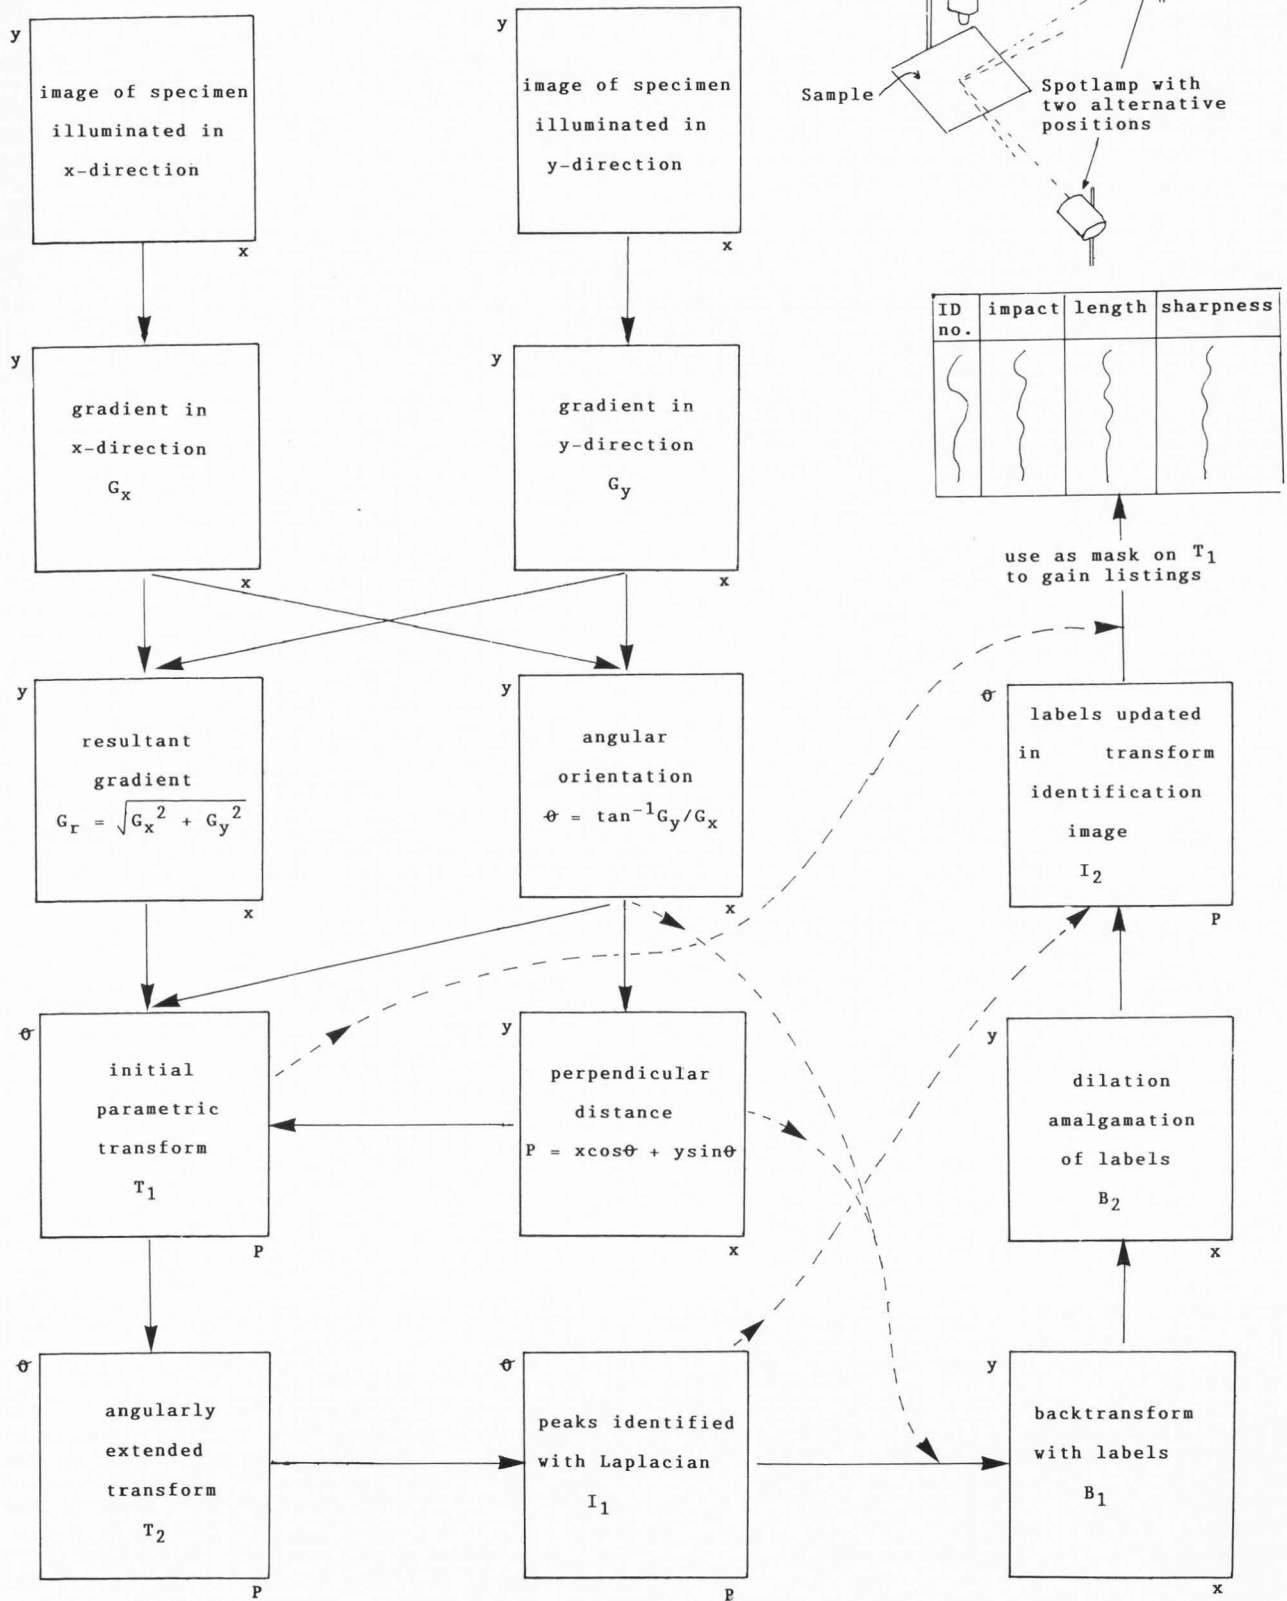 y
image of specimen
illuminated in
x-direction
x
y
image of specimen
illuminated in
y-direction
x
Sample
Spotlamp with
two alternative
positions
ID no.
impact
length
sharpness
y
gradient in
x-direction
Gₓ
x
y
gradient in
y-direction
Gy
x
use as mask on T₁
to gain listings
y
resultant
gradient
Gᵣ = √Gₓ² + Gy²
x
y
angular
orientation
θ = tan⁻¹Gy/Gₓ
x
θ
labels updated
in transform
identification
image
I₂
P
θ
initial
parametric
transform
T₁
P
y
perpendicular
distance
P = xcosθ + ysinθ
x
y
dilation
amalgamation
of labels
B₂
x
θ
angularly
extended
transform
T₂
P
θ
peaks identified
with Laplacian
I₁
P
y
backtransform
with labels
B₁
x